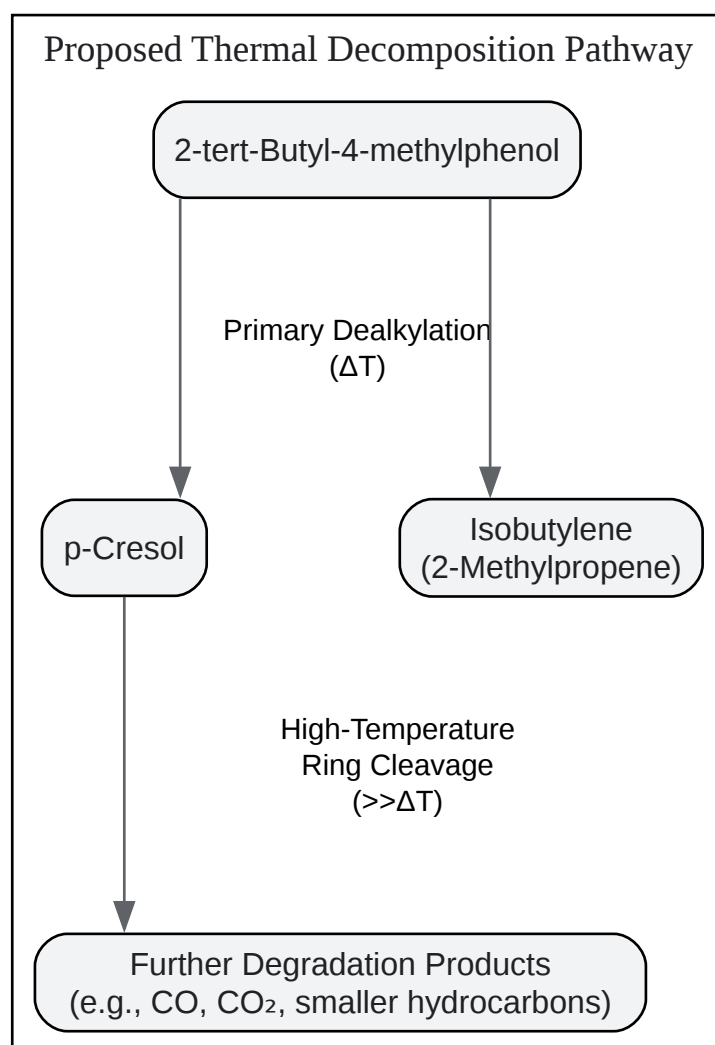 Proposed Thermal Decomposition Pathway
2-tert-Butyl-4-methylphenol
Primary Dealkylation
(ΔT)
p-Cresol
Isobutylene
(2-Methylpropene)
High-Temperature
Ring Cleavage
(>>ΔT)
Further Degradation Products
(e.g., CO, CO₂, smaller hydrocarbons)